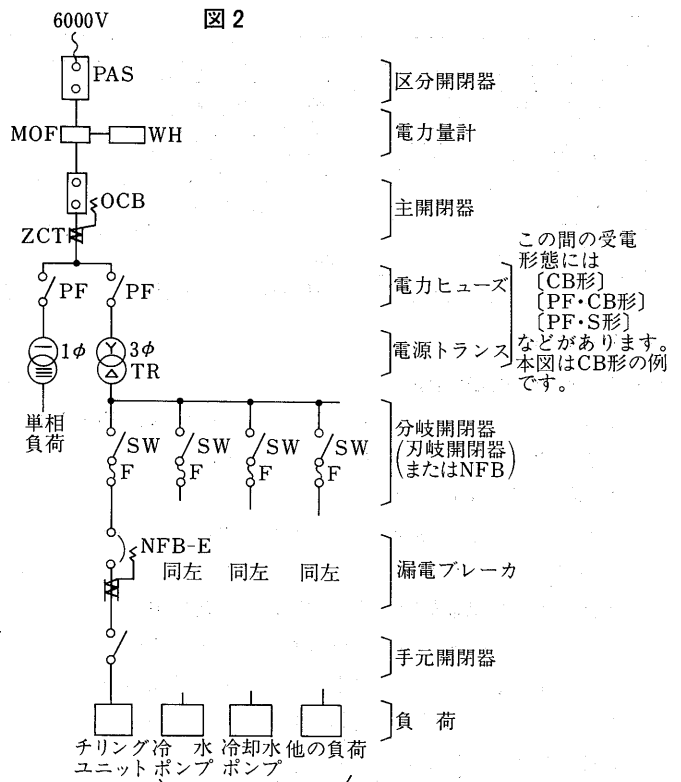 6000V
図2
PAS
区分開閉器
MOF
WH
電力量計
OCB
主開閉器
ZCT
この間の受電
形態には
〔CB形〕
〔PF・CB形〕
〔PF・S形〕
などがあります。
本図はCB形の例
です。
PF
PF
電力ヒューズ
1φ
3φ
TR
電源トランス
単相
負荷
SW
SW
SW
SW
F
F
F
F
分岐開閉器
(刃岐開閉器
またはNFB)
NFB-E
同左
同左
同左
漏電ブレーカ
手元開閉器
負 荷
チリング
ユニット
冷 水
ポンプ
冷却水
ポンプ
他の負荷